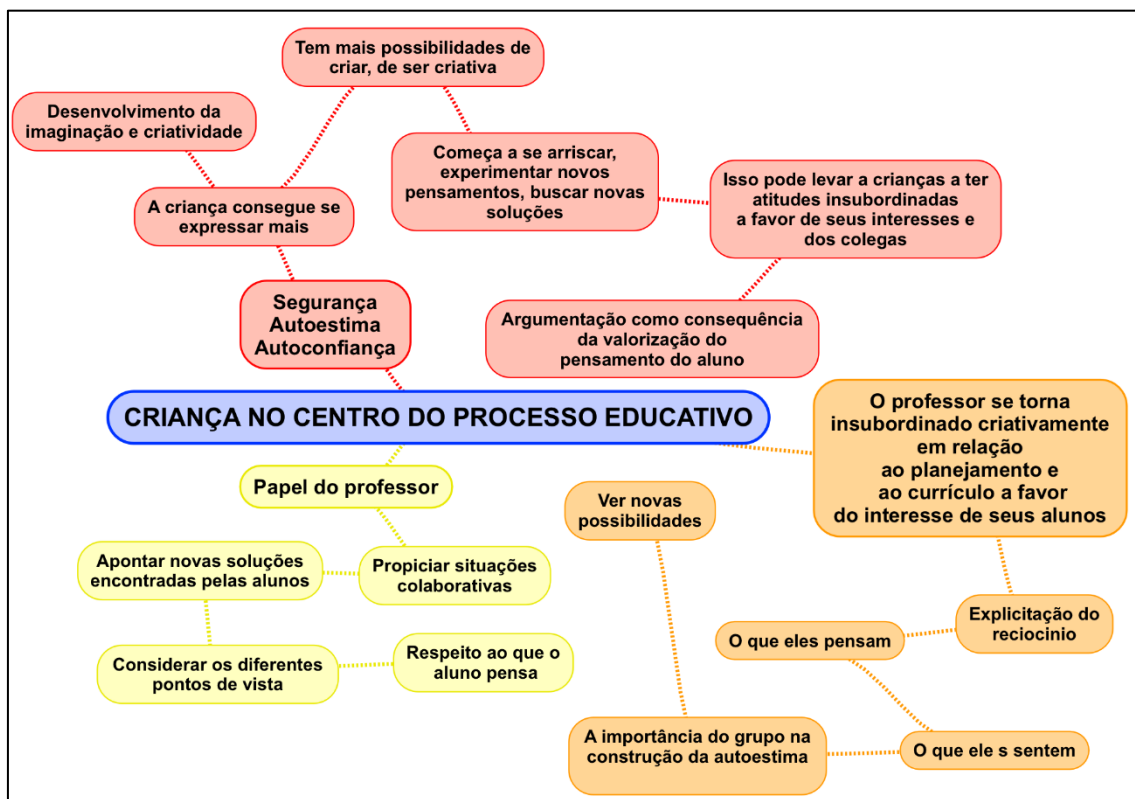 Tem mais possibilidades de
criar, de ser criativa
Desenvolvimento da
imaginação e criatividade
Começa a se arriscar,
experimentar novos
pensamentos, buscar novas
soluções
Isso pode levar a crianças a ter
atitudes insubordinadas
a favor de seus interesses e
dos colegas
A criança consegue se
expressar mais
Segurança
Autoestima
Autoconfiança
Argumentação como consequência
da valorização do
pensamento do aluno
CRIANÇA NO CENTRO DO PROCESSO EDUCATIVO
O professor se torna
insubordinado criativamente
em relação
ao planejamento e
ao currículo a favor
do interesse de seus alunos
Papel do professor
Ver novas
possibilidades
Apontar novas soluções
encontradas pelas alunos
Propiciar situações
colaborativas
Explicitação do
reciocinio
O que eles pensam
Considerar os diferentes
pontos de vista
Respeito ao que o
aluno pensa
A importância do grupo na
construção da autoestima
O que ele s sentem